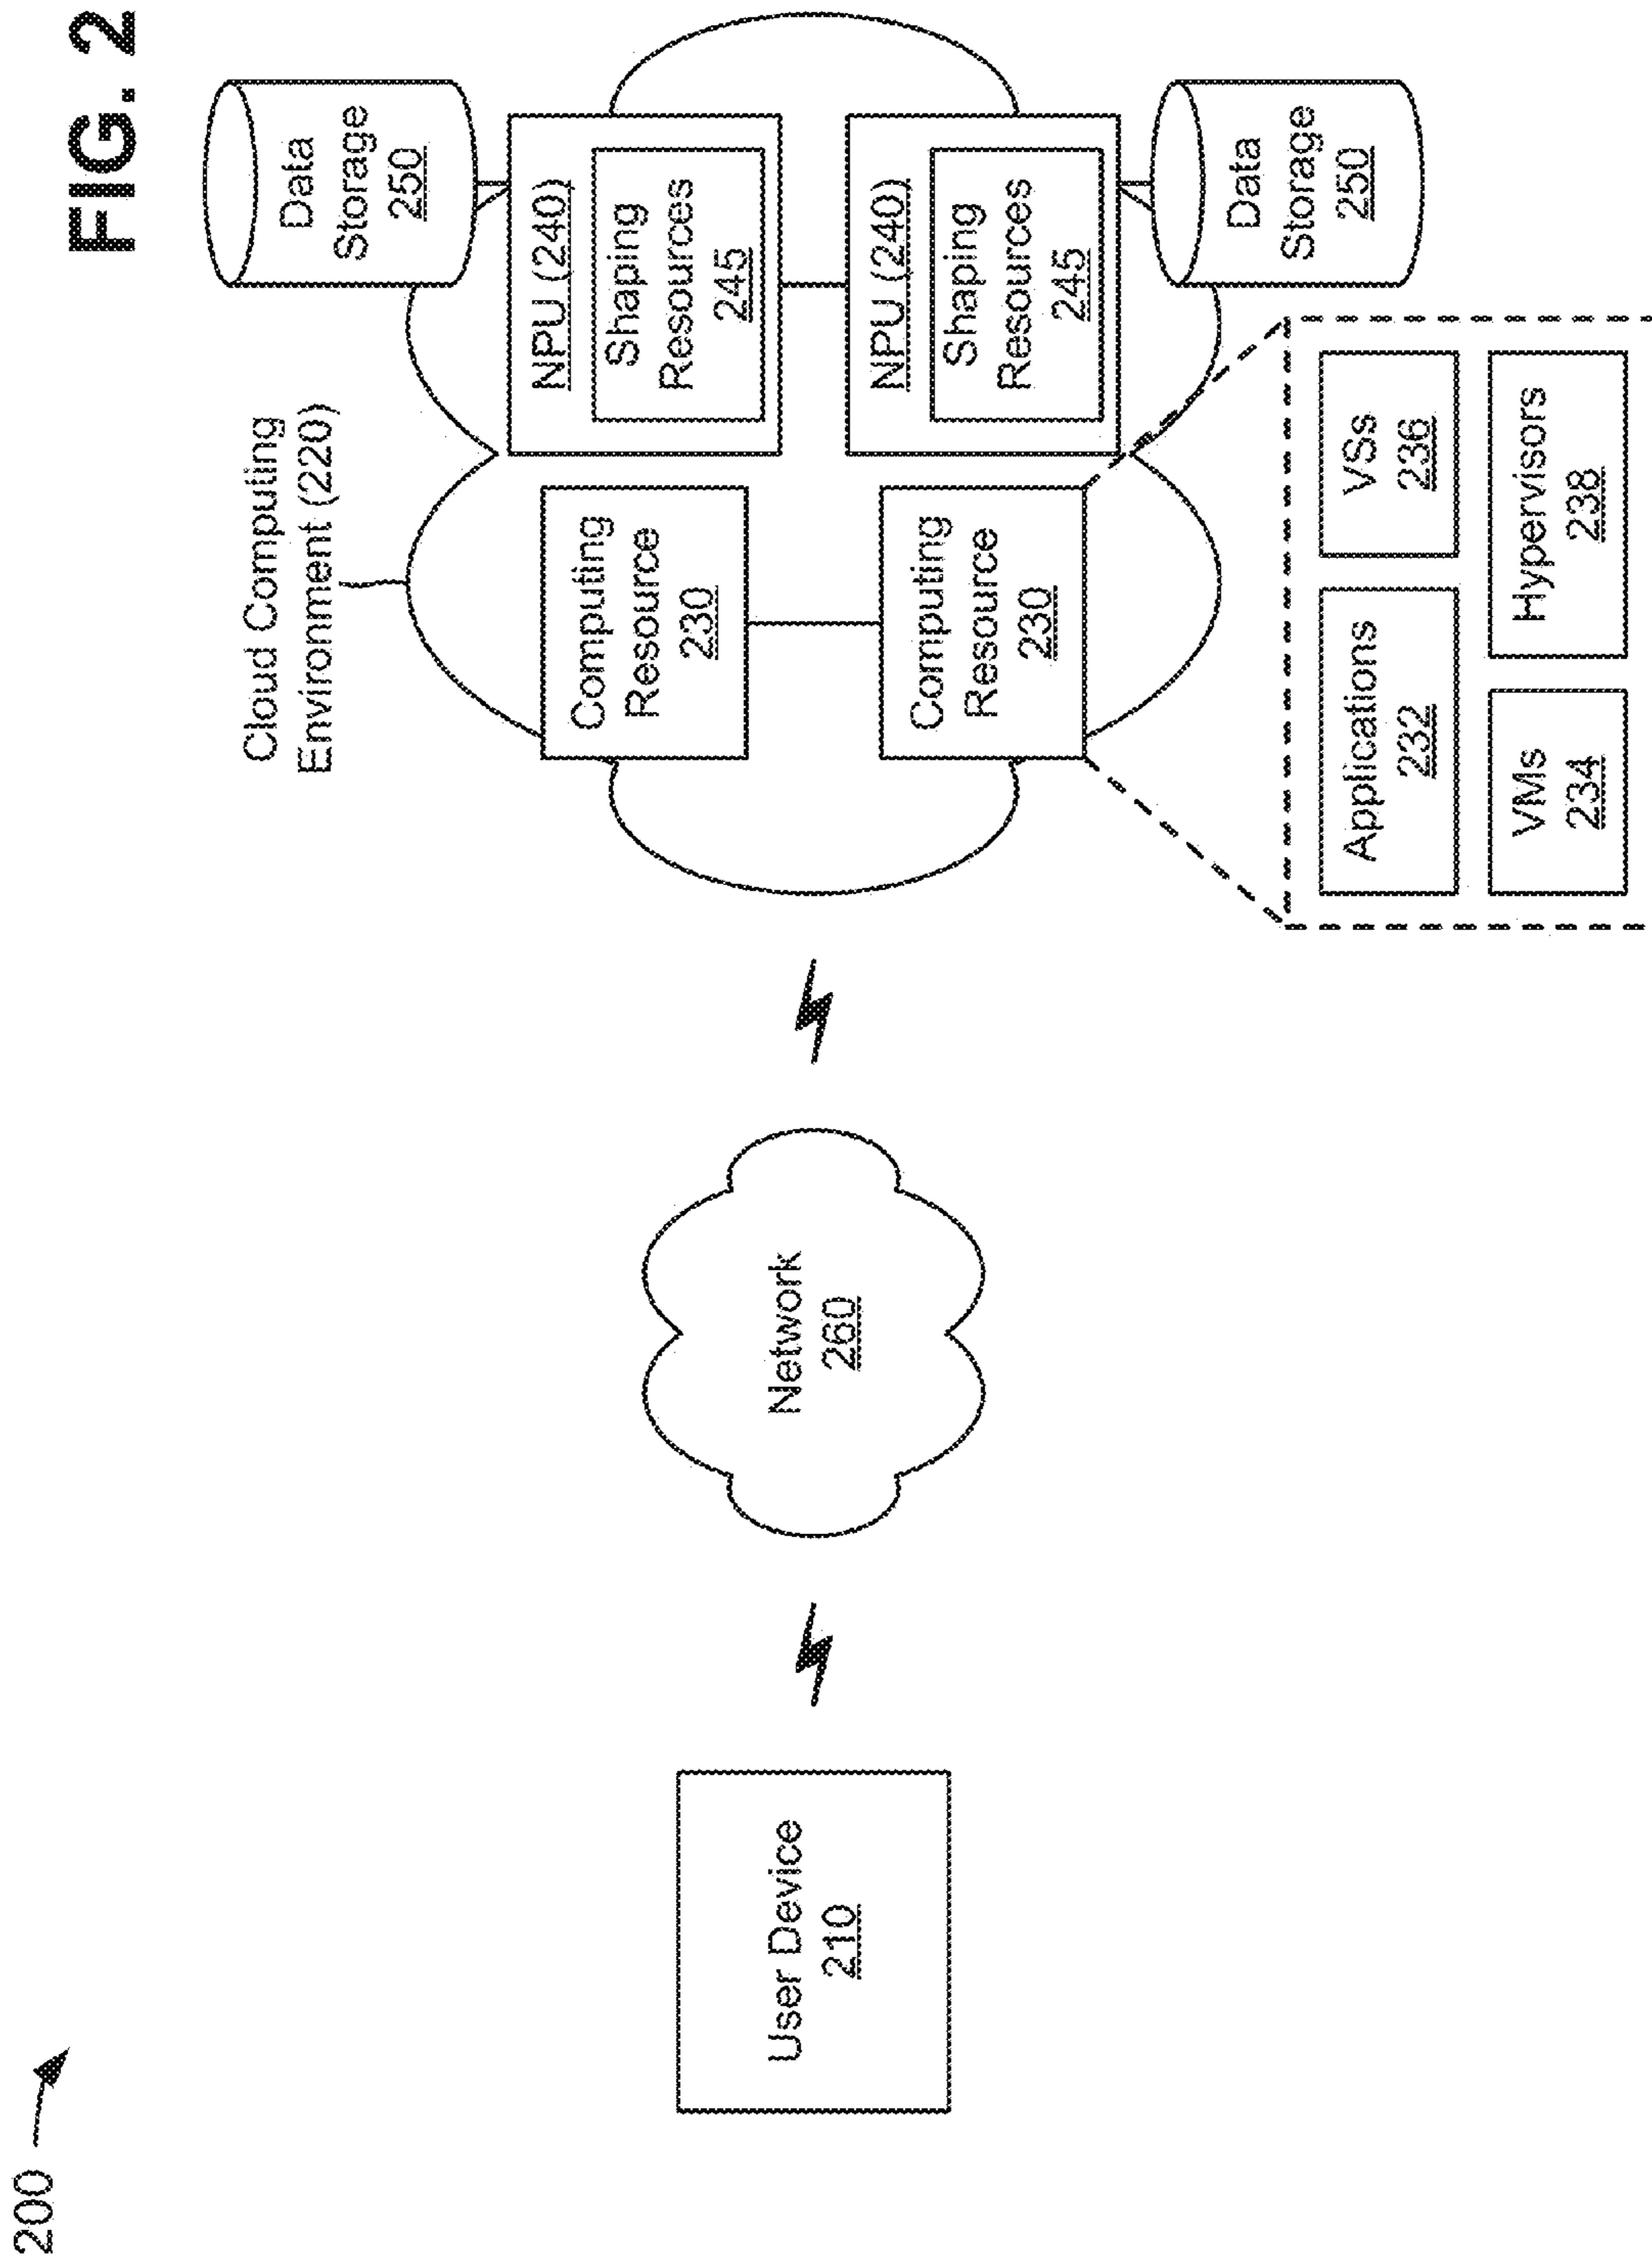 FIG. 2
200
Cloud Computing
Environment (220)
Data
Storage
250
NPU (240)
Shaping
Resources
245
Computing
Resource
230
Computing
Resource
230
NPU (240)
Shaping
Resources
245
Data
Storage
250
User Device
210
Network
260
Applications
232
VSs
236
VMs
234
Hypervisors
238